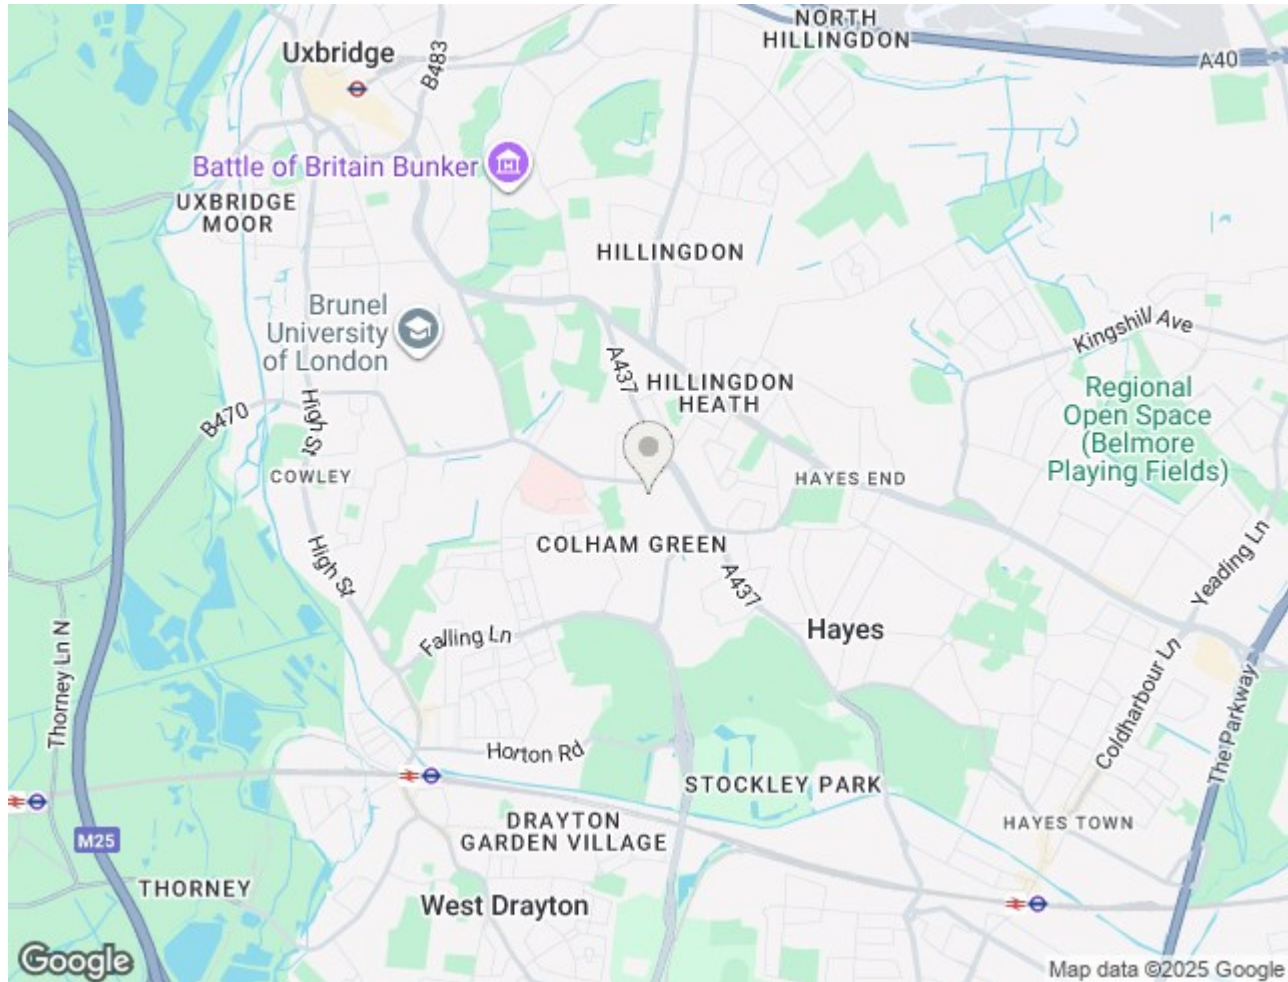 NORTH
HILLINGDON
Uxbridge
B483
A40
Battle of Britain Bunker
UXBRIDGE
MOOR
HILLINGDON
Brunel
University
of London
Kingshill Ave
A437
HILLINGDON
HEATH
Regional
Open Space
(Belmore
Playing Fields)
High St
B470
COWLEY
HAYES END
COLHAM GREEN
High St
A437
Yeading Ln
Falling Ln
Hayes
Thorney Ln N
Coldharbour Ln
The Parkway
Horton Rd
STOCKLEY PARK
DRAYTON
GARDEN VILLAGE
HAYES TOWN
M25
THORNEY
West Drayton
Google
Map data ©2025 Google